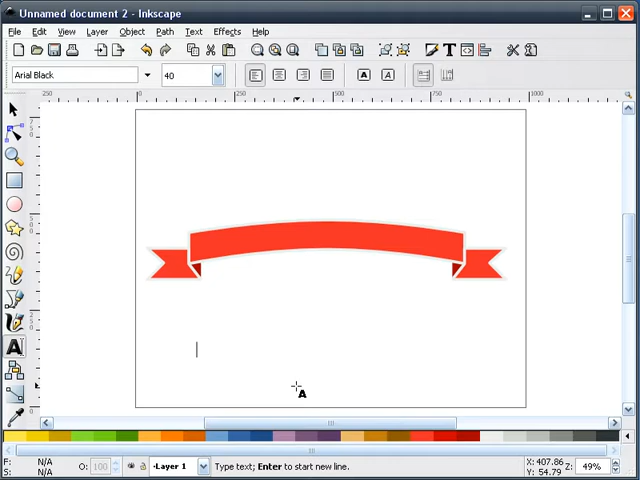 Unnamed document 2 - Inkscape
File Edit View Layer Object Path Text Effects Help
Arial Black 40 A A
250 0 250 500 750 1000
A
A
O: 100 Layer 1 Type text; Enter to start new line. X: 407.86 Z: 49%
F: N/A
S: N/A Y: 54.79